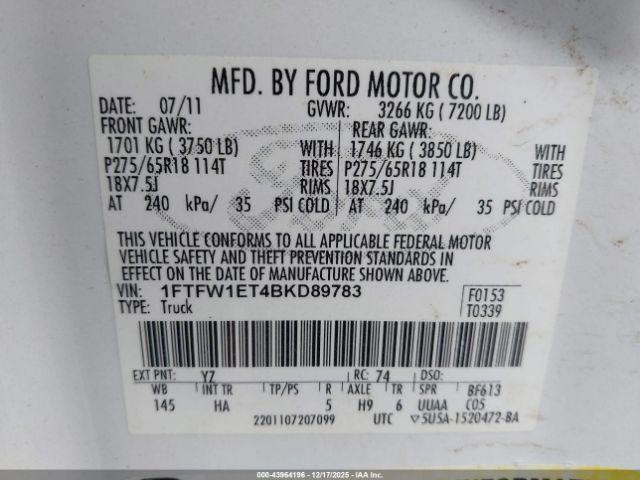 MFD. BY FORD MOTOR CO.
DATE: 07/11 GVWR: 3266 KG ( 7200 LB)
FRONT GAWR: REAR GAWR:
1701 KG ( 3750 LB) WITH 1746 KG ( 3850 LB) WITH
P275/65R18 114T TIRES P275/65R18 114T TIRES
18X7.5J RIMS 18X7.5J RIMS
AT 240 kPa/ 35 PSI COLD AT 240 kPa/ 35 PSI COLD
THIS VEHICLE CONFORMS TO ALL APPLICABLE FEDERAL MOTOR
VEHICLE SAFETY AND THEFT PREVENTION STANDARDS IN
EFFECT ON THE DATE OF MANUFACTURE SHOWN ABOVE.
VIN: 1FTFW1ET4BKD89783 F0153
TYPE: Truck T0339
EXT PNT: YZ RC: 74 DSO:
WB INT TR TP/PS R AXLE TR SPR BF613
145 HA 5 H9 6 UUAA C05
2201107207099 UTC ▽5U5A-1520472-BA
000-43964196 - 12/17/2025 - IAAI.COM